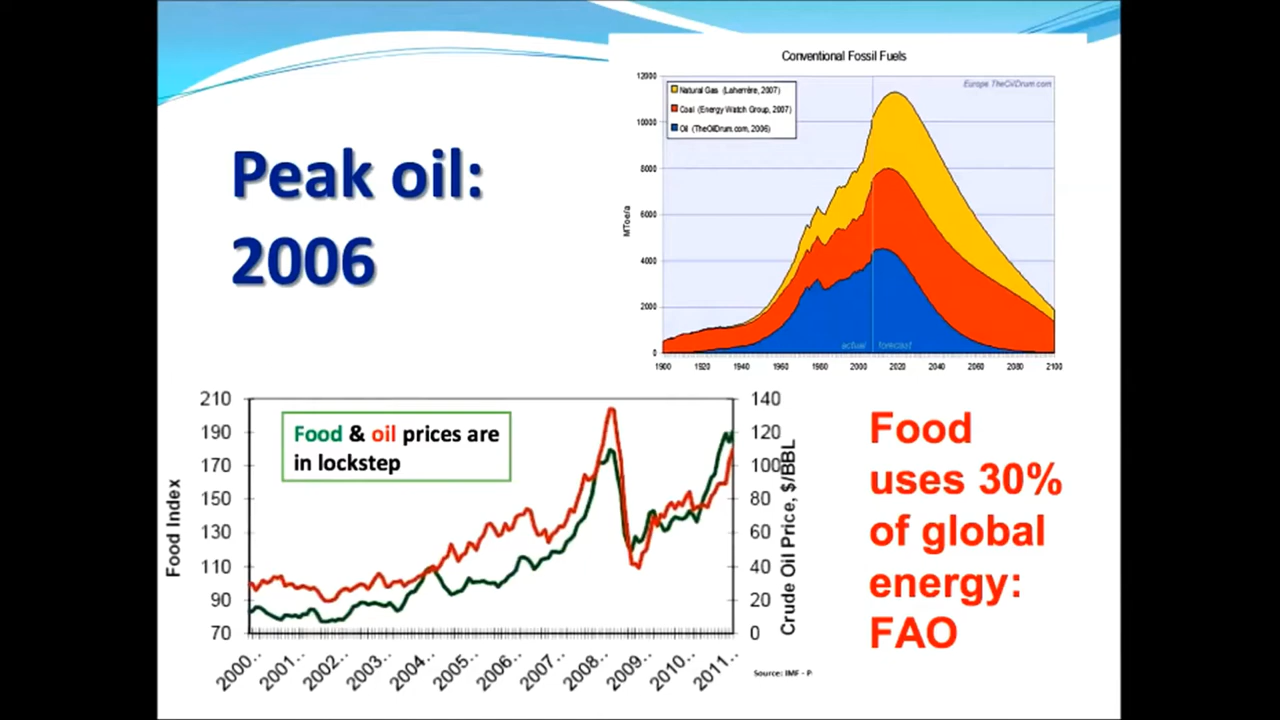 Peak oil:
2006
Conventional Fossil Fuels
Europe.TheOilDrum.com
Natural Gas (Laherrère, 2007)
Coal (Energy Watch Group, 2007)
Oil (TheOilDrum.com, 2006)
MToe/a
12000
10000
8000
6000
4000
2000
0
actual forecast
1900 1920 1940 1960 1980 2000 2020 2040 2060 2080 2100
Food & oil prices are
in lockstep
Food Index
210
190
170
150
130
110
90
70
140
120
100
80
60
40
20
0
Crude Oil Price, $/BBL
2000.. 2001.. 2002.. 2003.. 2004.. 2005.. 2006.. 2007.. 2008.. 2009.. 2010.. 2011..
Source: IMF - P
Food
uses 30%
of global
energy:
FAO